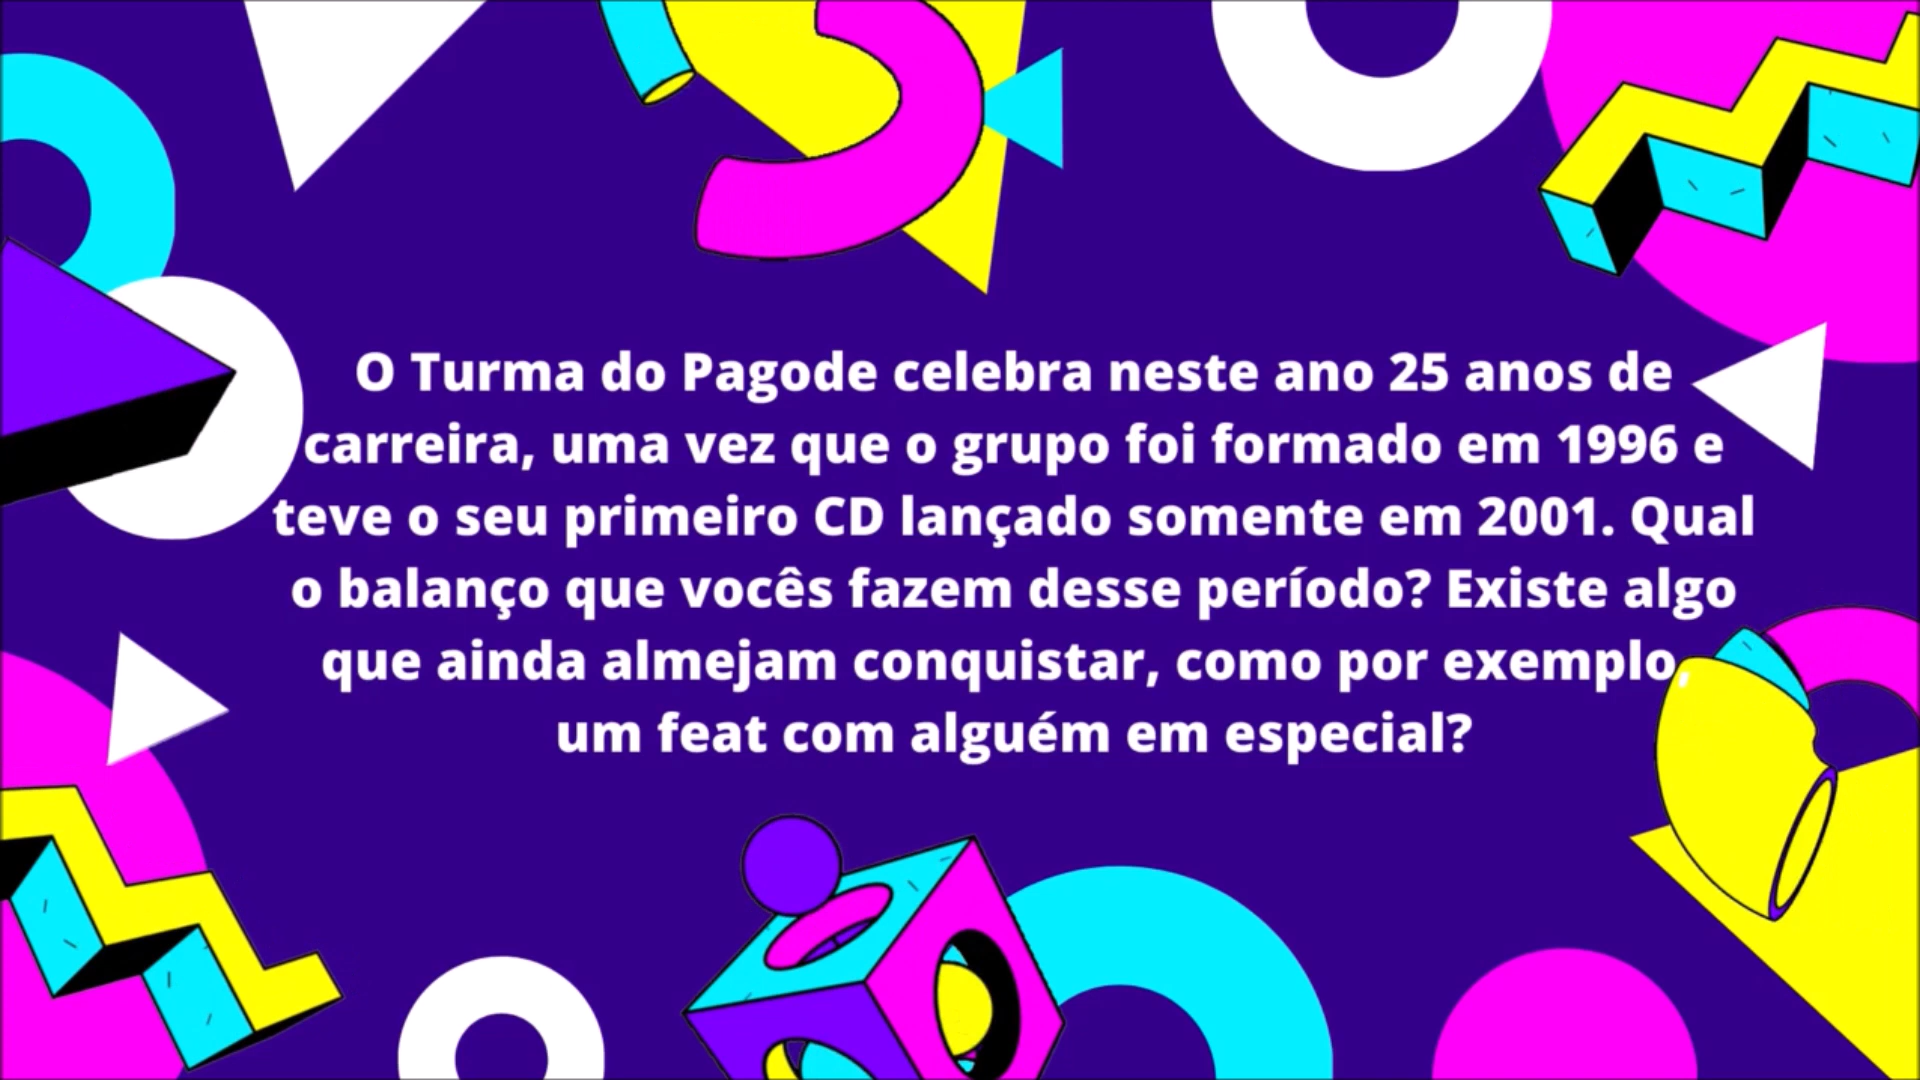 O Turma do Pagode celebra neste ano 25 anos de
carreira, uma vez que o grupo foi formado em 1996 e
teve o seu primeiro CD lançado somente em 2001. Qual
o balanço que vocês fazem desse período? Existe algo
que ainda almejam conquistar, como por exemplo,
um feat com alguém em especial?